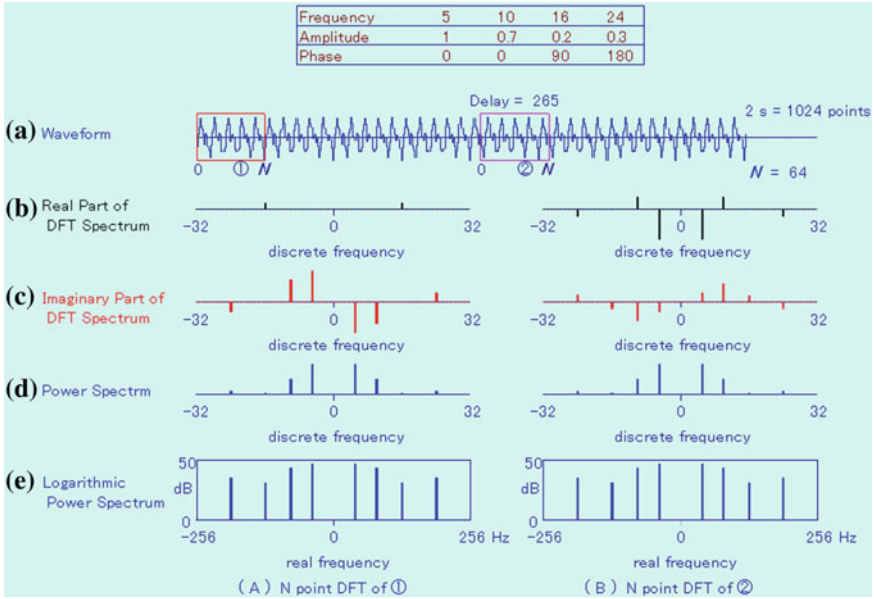 Frequency 5 10 16 24
Amplitude 1 0.7 0.2 0.3
Phase 0 0 90 180
Delay = 265
2 s = 1024 points
(a) Waveform
0 ① N
0 ② N
N = 64
(b) Real Part of
DFT Spectrum
-32 0 32
-32 0 32
discrete frequency
discrete frequency
(c) Imaginary Part of
DFT Spectrum
-32 0 32
-32 0 32
discrete frequency
discrete frequency
(d) Power Spectrm
-32 0 32
-32 0 32
discrete frequency
discrete frequency
(e) Logarithmic
Power Spectrum
50
dB
0
50
dB
0
-256 0 256 Hz
-256 0 256 Hz
real frequency
real frequency
( A ) N point DFT of ①
( B ) N point DFT of ②